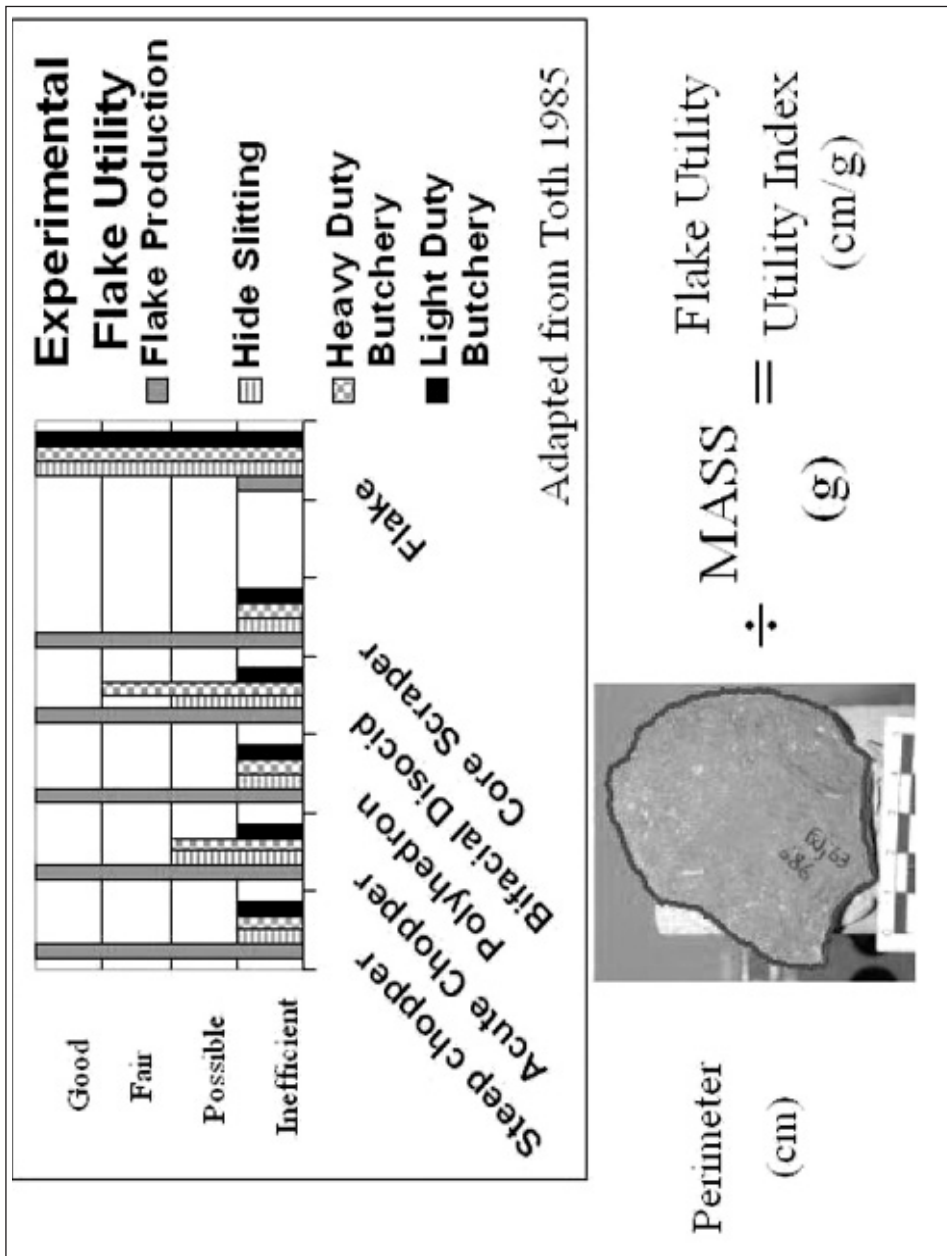 Experimental
Flake Utility
Flake Production
Hide Slitting
Heavy Duty
Butchery
Light Duty
Butchery
Good
Fair
Possible
Inefficient
Steep chopper
Acute Chopper
Polyhedron
Bifacial Disocid
Core Scraper
Flake
Adapted from Toth 1985
Perimeter
(cm)
÷
MASS
(g)
=
Flake Utility
Utility Index
(cm/g)